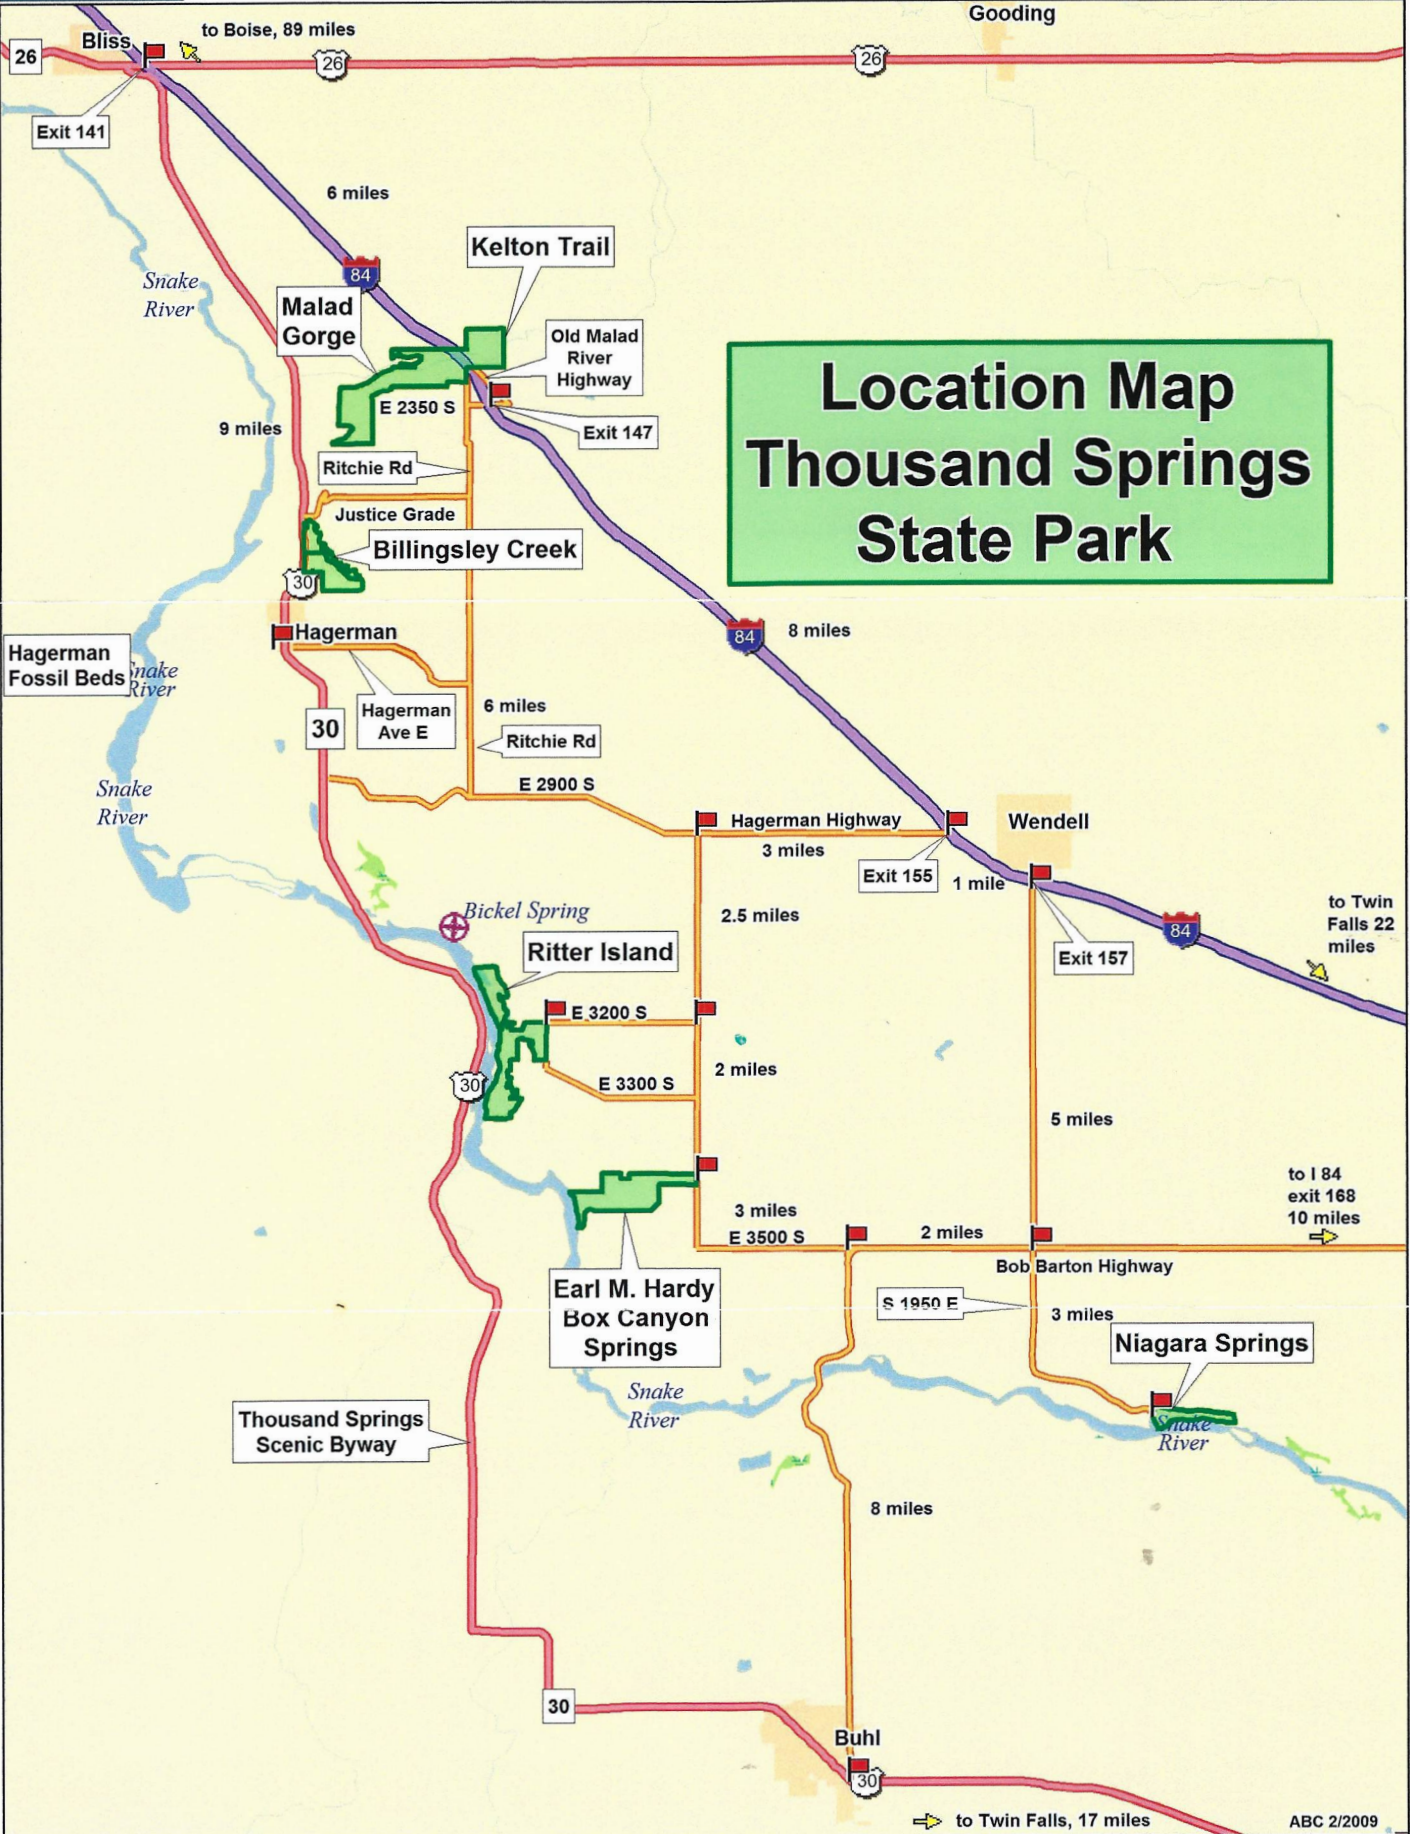 Gooding
to Boise, 89 miles
Bliss
26
26
26
Exit 141
6 miles
Kelton Trail
84
Snake
River
Malad
Gorge
Old Malad
River
Highway
Location Map
Thousand Springs
State Park
E 2350 S
9 miles
Exit 147
Ritchie Rd
Justice Grade
Billingsley Creek
30
Hagerman
84
8 miles
Hagerman
Fossil Beds
Snake
River
Hagerman
Ave E
6 miles
30
Ritchie Rd
E 2900 S
Snake
River
Hagerman Highway
3 miles
Wendell
Exit 155
1 mile
Bickel Spring
2.5 miles
to Twin
Falls 22
miles
84
Ritter Island
Exit 157
E 3200 S
2 miles
E 3300 S
30
5 miles
to I 84
exit 168
10 miles
3 miles
E 3500 S
2 miles
Bob Barton Highway
Earl M. Hardy
Box Canyon
Springs
S 1950 E
3 miles
Niagara Springs
Snake
River
Thousand Springs
Scenic Byway
Snake
River
8 miles
30
Buhl
30
to Twin Falls, 17 miles
ABC 2/2009